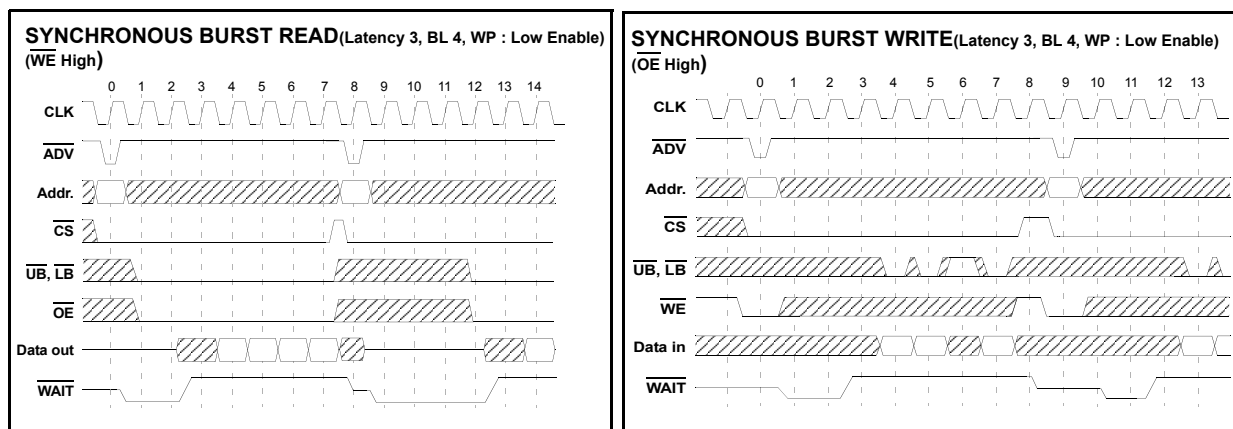 SYNCHRONOUS BURST READ(Latency 3, BL 4, WP : Low Enable)
(WE High)
0 1 2 3 4 5 6 7 8 9 10 11 12 13 14
CLK
ADV
Addr.
CS
UB, LB
OE
Data out
WAIT
SYNCHRONOUS BURST WRITE(Latency 3, BL 4, WP : Low Enable)
(OE High)
0 1 2 3 4 5 6 7 8 9 10 11 12 13
CLK
ADV
Addr.
CS
UB, LB
WE
Data in
WAIT